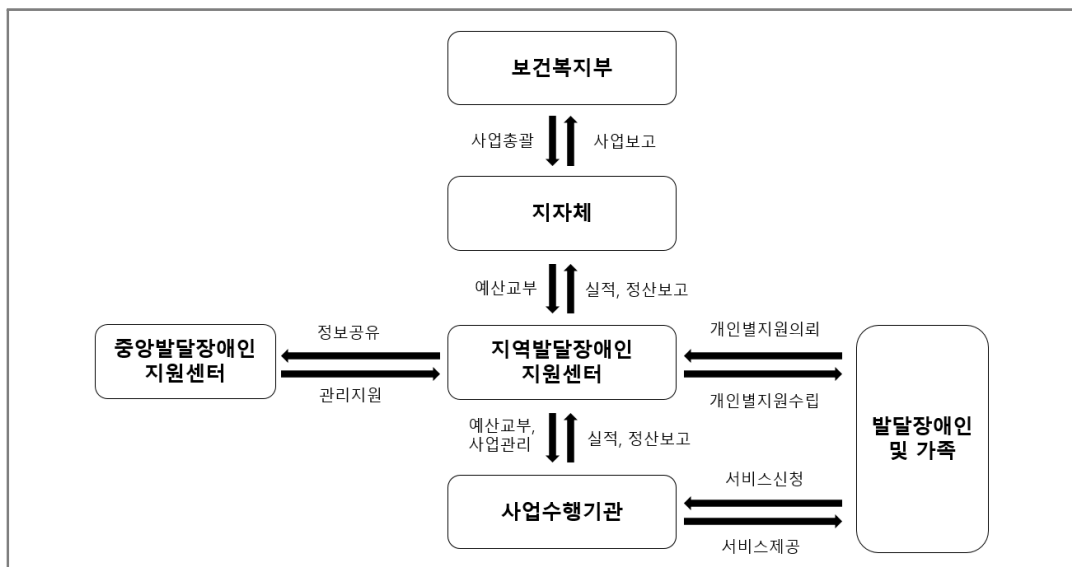 보건복지부
사업총괄
사업보고
지자체
예산교부
실적, 정산보고
정보공유
개인별지원의뢰
중앙발달장애인
지원센터
지역발달장애인
지원센터
관리지원
개인별지원수립
예산교부,
사업관리
실적, 정산보고
발달장애인
및 가족
서비스신청
사업수행기관
서비스제공